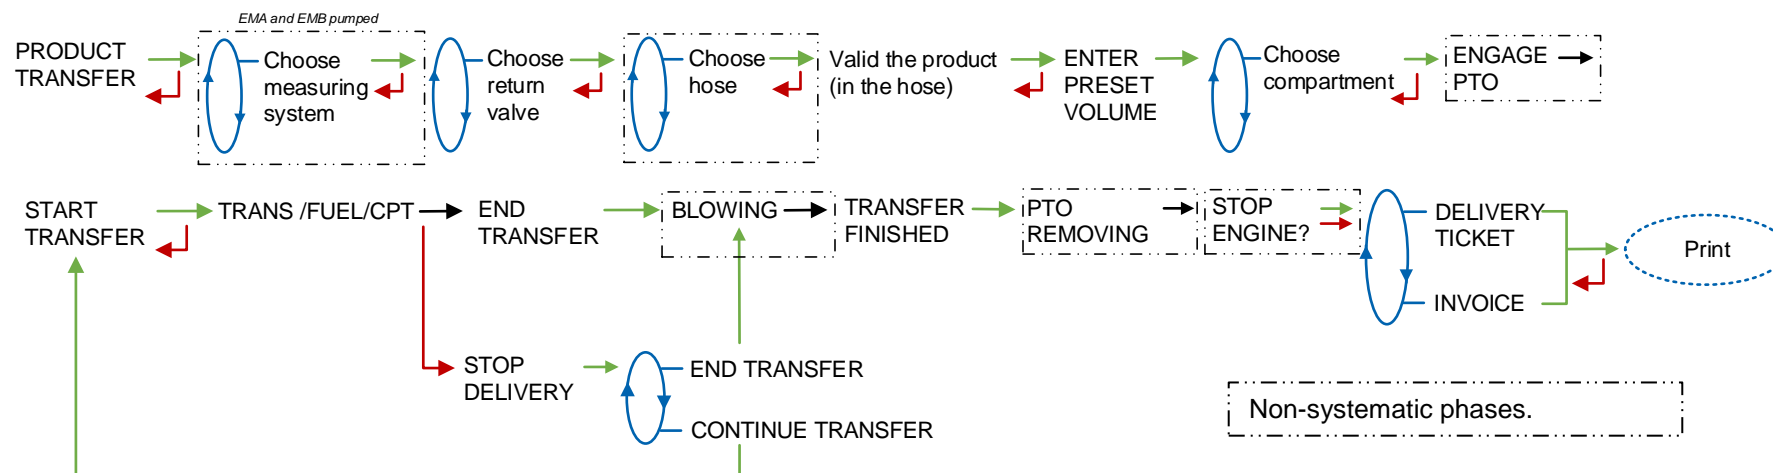 EMA and EMB pumped
PRODUCT
TRANSFER
Choose
measuring
system
Choose
return
valve
Choose
hose
Valid the product
(in the hose)
ENTER
PRESET
VOLUME
Choose
compartment
ENGAGE
PTO
START
TRANSFER
TRANS /FUEL/CPT
END
TRANSFER
BLOWING
TRANSFER
FINISHED
PTO
REMOVING
STOP
ENGINE?
DELIVERY
TICKET
INVOICE
Print
STOP
DELIVERY
END TRANSFER
CONTINUE TRANSFER
Non-systematic phases.